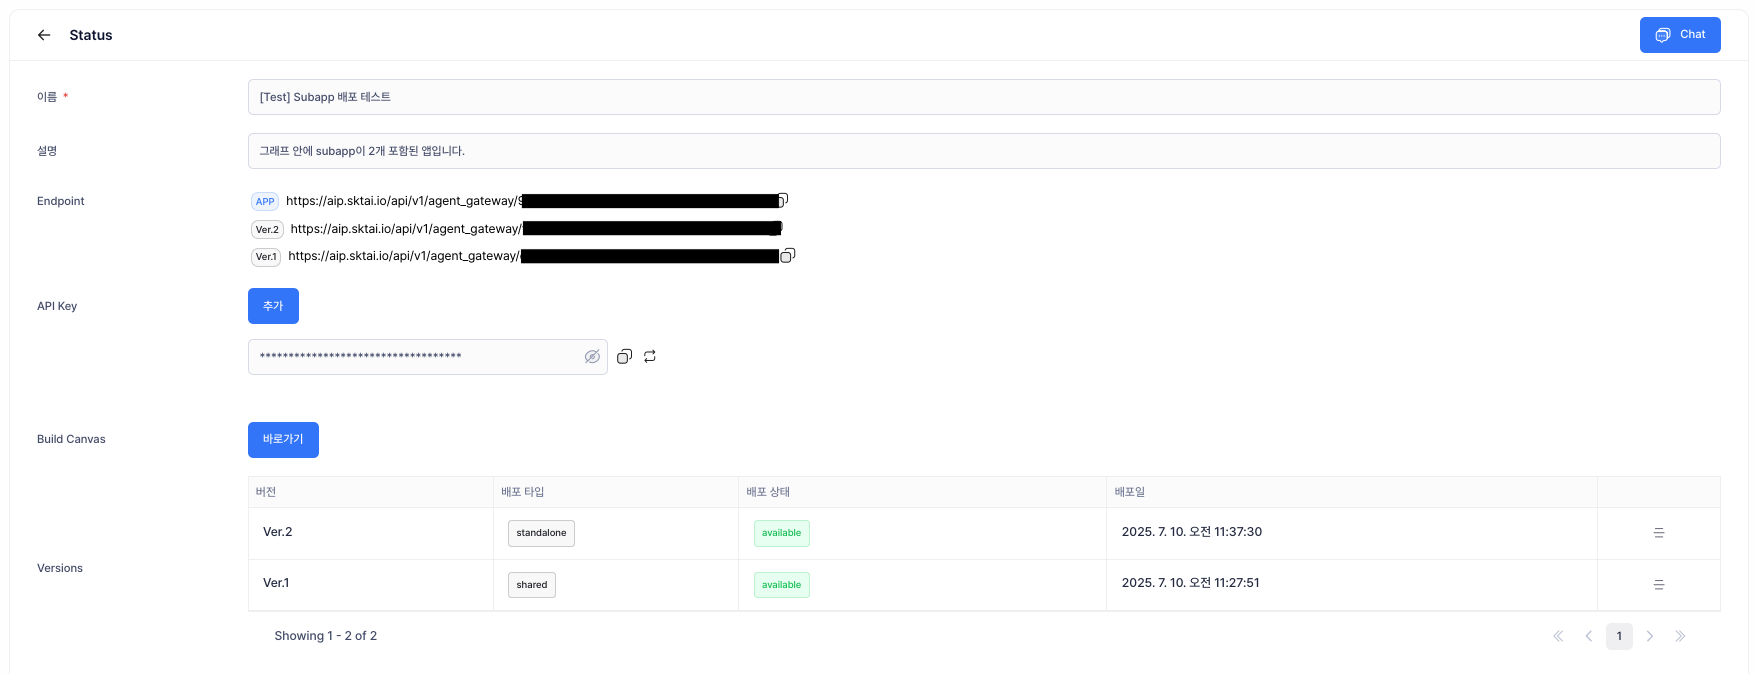 Status
Chat
이름 *
[Test] Subapp 배포 테스트
설명
그래프 안에 subapp이 2개 포함된 앱입니다.
Endpoint
APP https://aip.sktai.io/api/v1/agent_gateway/9
Ver.2 https://aip.sktai.io/api/v1/agent_gateway/
Ver.1 https://aip.sktai.io/api/v1/agent_gateway/
API Key
추가
***********************************
Build Canvas
바로가기
Versions
버전 배포 타입 배포 상태 배포일
Ver.2 standalone available 2025. 7. 10. 오전 11:37:30
Ver.1 shared available 2025. 7. 10. 오전 11:27:51
Showing 1 - 2 of 2
1